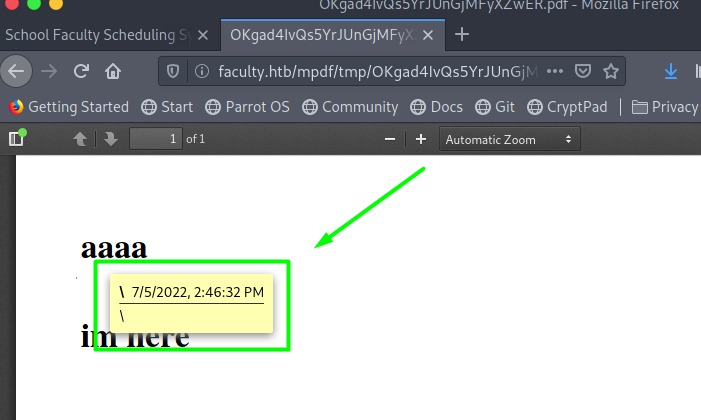 OKgad4IvQs5YrJUnGjMFyXZwER.pdf - Mozilla Firefox
School Faculty Scheduling Sy
OKgad4IvQs5YrJUnGjMFyX
faculty.htb/mpdf/tmp/OKgad4IvQs5YrJUnGjM
Getting Started Start Parrot OS Community Docs Git CryptPad Privacy
1 of 1 Automatic Zoom
aaaa
\ 7/5/2022, 2:46:32 PM
\
im here